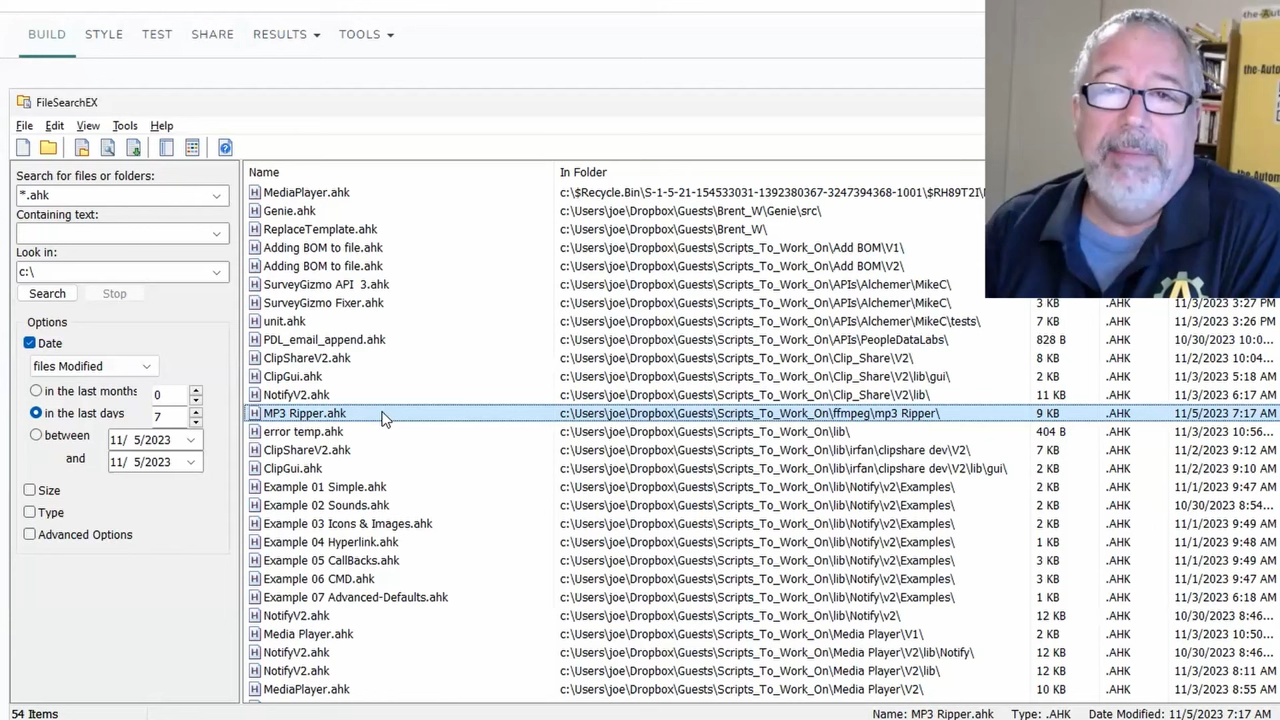 BUILD STYLE TEST SHARE RESULTS TOOLS
the-Aut
the-Autom
the-Autom
FileSearchEX
File Edit View Tools Help
Search for files or folders:
*.ahk
Containing text:
Look in:
c:\
Search Stop
Options
Date
files Modified
in the last months 0
in the last days 7
between 11/ 5/2023
and 11/ 5/2023
Size
Type
Advanced Options
Name In Folder
MediaPlayer.ahk c:\$Recycle.Bin\S-1-5-21-154533031-1392380367-3247394368-1001\$RH89T2I\
Genie.ahk c:\Users\joe\Dropbox\Guests\Brent_W\Genie\src\
ReplaceTemplate.ahk c:\Users\joe\Dropbox\Guests\Brent_W\
Adding BOM to file.ahk c:\Users\joe\Dropbox\Guests\Scripts_To_Work_On\Add BOM\V1\
Adding BOM to file.ahk c:\Users\joe\Dropbox\Guests\Scripts_To_Work_On\Add BOM\V2\
SurveyGizmo API 3.ahk c:\Users\joe\Dropbox\Guests\Scripts_To_Work_On\APIs\Alchemer\MikeC\
SurveyGizmo Fixer.ahk c:\Users\joe\Dropbox\Guests\Scripts_To_Work_On\APIs\Alchemer\MikeC\ 3 KB .AHK 11/3/2023 3:27 PM
unit.ahk c:\Users\joe\Dropbox\Guests\Scripts_To_Work_On\APIs\Alchemer\MikeC\tests\ 7 KB .AHK 11/3/2023 3:26 PM
PDL_email_append.ahk c:\Users\joe\Dropbox\Guests\Scripts_To_Work_On\APIs\PeopleDataLabs\ 828 B .AHK 10/30/2023 10:0...
ClipShareV2.ahk c:\Users\joe\Dropbox\Guests\Scripts_To_Work_On\Clip_Share\V2\ 8 KB .AHK 11/2/2023 10:04...
ClipGui.ahk c:\Users\joe\Dropbox\Guests\Scripts_To_Work_On\Clip_Share\V2\lib\gui\ 2 KB .AHK 11/3/2023 5:18 AM
NotifyV2.ahk c:\Users\joe\Dropbox\Guests\Scripts_To_Work_On\Clip_Share\V2\lib\ 11 KB .AHK 11/3/2023 6:17 AM
MP3 Ripper.ahk c:\Users\joe\Dropbox\Guests\Scripts_To_Work_On\ffmpeg\mp3 Ripper\ 9 KB .AHK 11/5/2023 7:17 AM
error temp.ahk c:\Users\joe\Dropbox\Guests\Scripts_To_Work_On\lib\ 404 B .AHK 11/3/2023 10:56...
ClipShareV2.ahk c:\Users\joe\Dropbox\Guests\Scripts_To_Work_On\lib\irfan\clipshare dev\V2\ 7 KB .AHK 11/2/2023 9:12 AM
ClipGui.ahk c:\Users\joe\Dropbox\Guests\Scripts_To_Work_On\lib\irfan\clipshare dev\V2\lib\gui\ 2 KB .AHK 11/2/2023 9:10 AM
Example 01 Simple.ahk c:\Users\joe\Dropbox\Guests\Scripts_To_Work_On\lib\Notify\v2\Examples\ 2 KB .AHK 11/1/2023 9:47 AM
Example 02 Sounds.ahk c:\Users\joe\Dropbox\Guests\Scripts_To_Work_On\lib\Notify\v2\Examples\ 2 KB .AHK 10/30/2023 8:54...
Example 03 Icons & Images.ahk c:\Users\joe\Dropbox\Guests\Scripts_To_Work_On\lib\Notify\v2\Examples\ 2 KB .AHK 11/1/2023 9:49 AM
Example 04 Hyperlink.ahk c:\Users\joe\Dropbox\Guests\Scripts_To_Work_On\lib\Notify\v2\Examples\ 2 KB .AHK 11/1/2023 9:48 AM
Example 05 CallBacks.ahk c:\Users\joe\Dropbox\Guests\Scripts_To_Work_On\lib\Notify\v2\Examples\ 3 KB .AHK 11/1/2023 9:49 AM
Example 06 CMD.ahk c:\Users\joe\Dropbox\Guests\Scripts_To_Work_On\lib\Notify\v2\Examples\ 3 KB .AHK 11/1/2023 9:47 AM
Example 07 Advanced-Defaults.ahk c:\Users\joe\Dropbox\Guests\Scripts_To_Work_On\lib\Notify\v2\Examples\ 3 KB .AHK 11/3/2023 6:18 AM
NotifyV2.ahk c:\Users\joe\Dropbox\Guests\Scripts_To_Work_On\lib\Notify\v2\ 12 KB .AHK 10/30/2023 8:46...
Media Player.ahk c:\Users\joe\Dropbox\Guests\Scripts_To_Work_On\Media Player\V1\ 2 KB .AHK 11/3/2023 10:50...
NotifyV2.ahk c:\Users\joe\Dropbox\Guests\Scripts_To_Work_On\Media Player\V2\lib\Notify\ 12 KB .AHK 10/30/2023 8:46...
NotifyV2.ahk c:\Users\joe\Dropbox\Guests\Scripts_To_Work_On\Media Player\V2\lib\ 12 KB .AHK 11/3/2023 8:11 AM
MediaPlayer.ahk c:\Users\joe\Dropbox\Guests\Scripts_To_Work_On\Media Player\V2\ 10 KB .AHK 11/3/2023 8:55 AM
54 Items Name: MP3 Ripper.ahk Type: .AHK Date Modified: 11/5/2023 7:17 AM